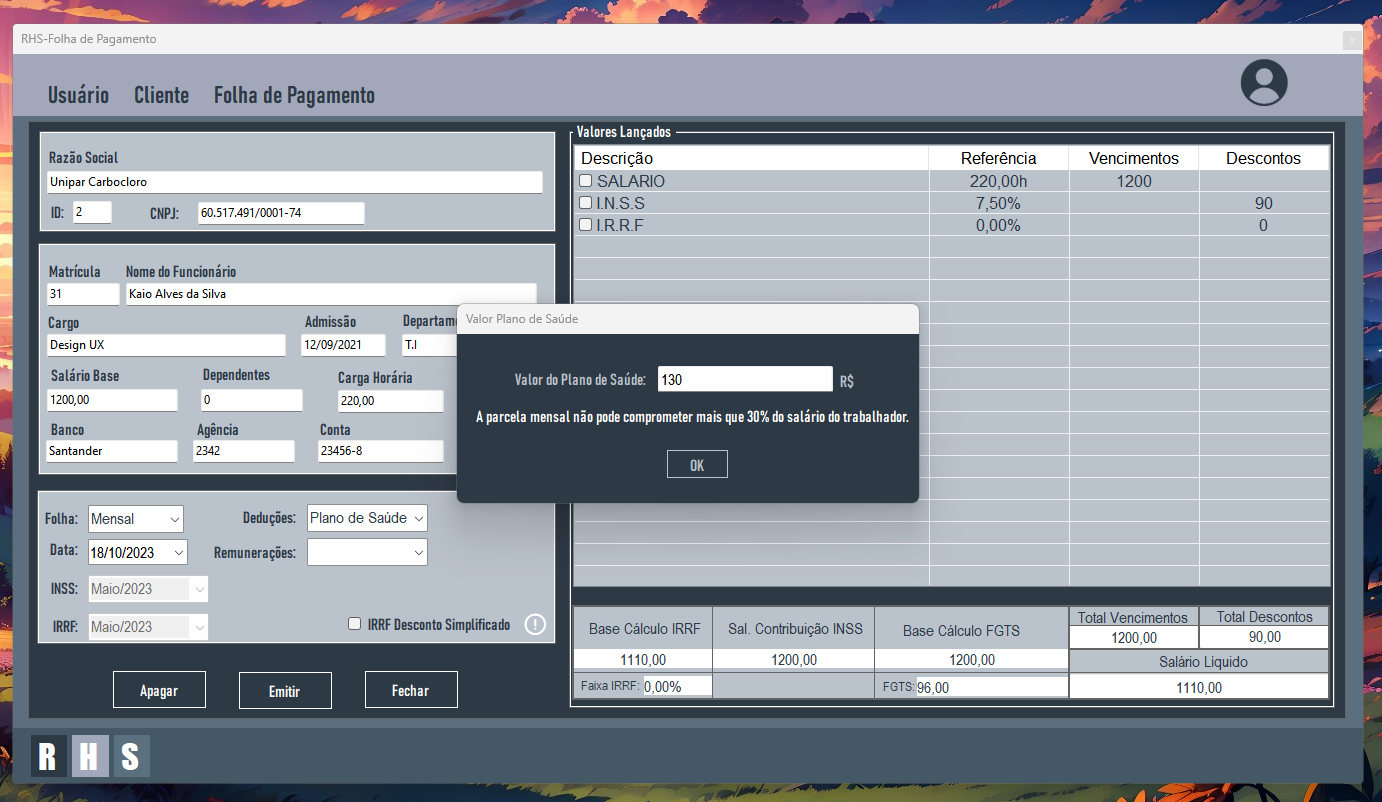 RHS-Folha de Pagamento
Usuário Cliente Folha de Pagamento
Razão Social
Unipar Carbocloro
ID: 2 CNPJ: 60.517.491/0001-74
Matrícula Nome do Funcionário
31 Kaio Alves da Silva
Cargo Admissão Departame
Design UX 12/09/2021 T.I
Salário Base Dependentes Carga Horária
1200,00 0 220,00
Banco Agência Conta
Santander 2342 23456-8
Folha: Mensal Deduções: Plano de Saúde
Data: 18/10/2023 Remunerações:
INSS: Maio/2023
IRRF: Maio/2023 IRRF Desconto Simplificado
Apagar Emitir Fechar
Valores Lançados
Descrição Referência Vencimentos Descontos
SALARIO 220,00h 1200
I.N.S.S 7,50% 90
I.R.R.F 0,00% 0
Valor Plano de Saúde
Valor do Plano de Saúde: 130 R$
A parcela mensal não pode comprometer mais que 30% do salário do trabalhador.
OK
Base Cálculo IRRF Sal. Contribuição INSS Base Cálculo FGTS Total Vencimentos Total Descontos
1200,00 90,00
1110,00 1200,00 1200,00 Salário Líquido
Faixa IRRF: 0,00% FGTS: 96,00 1110,00
R H S